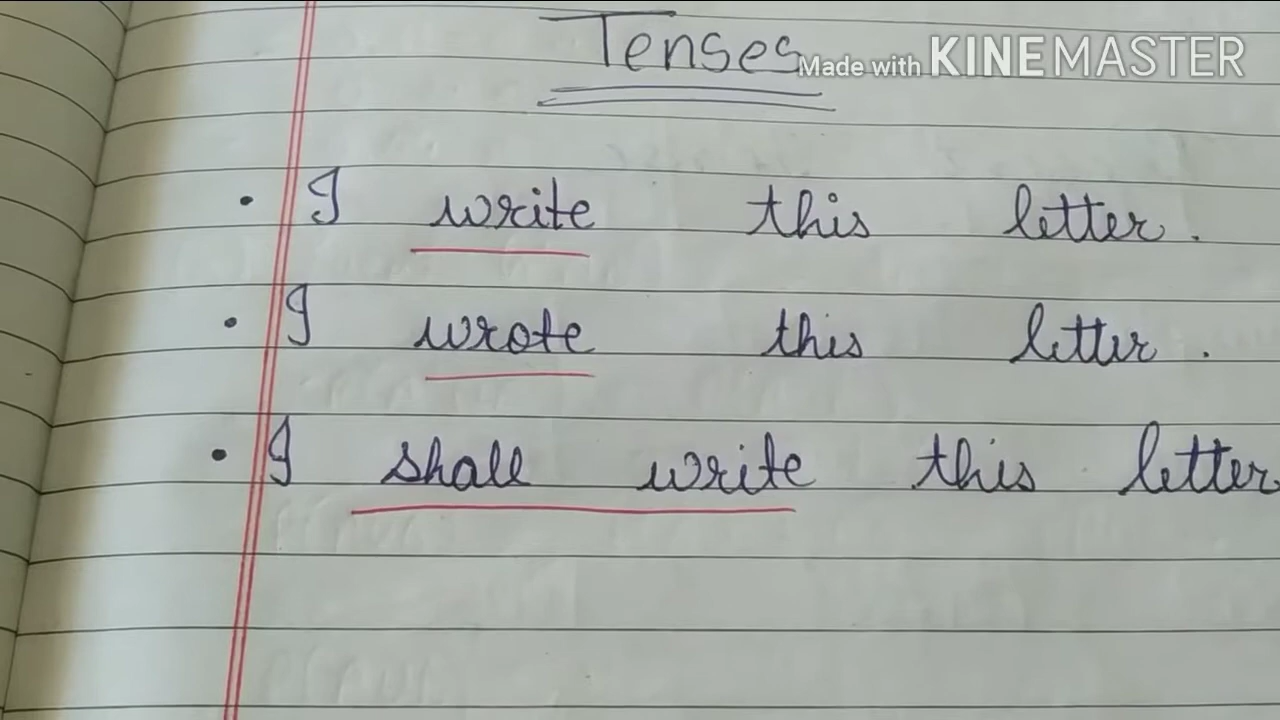 Tenses
Made with KINEMASTER
• I write this letter.
• I wrote this letter.
• I shall write this letter